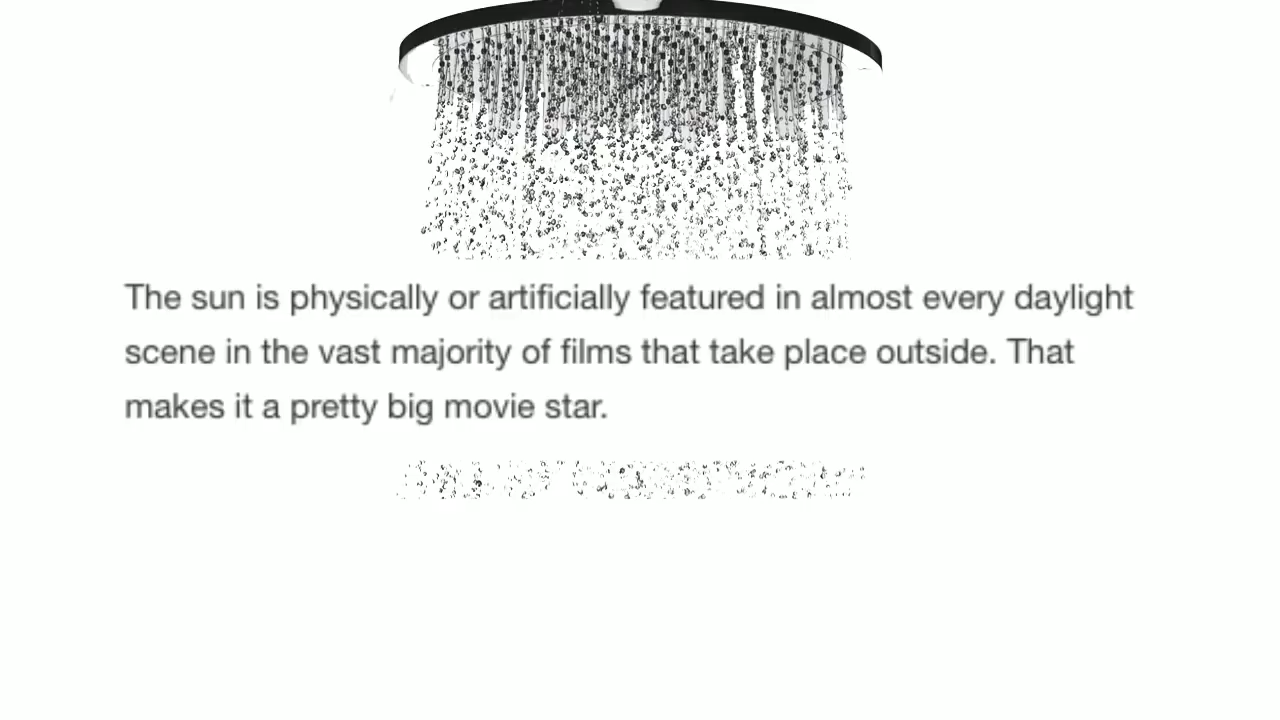 The sun is physically or artificially featured in almost every daylight
scene in the vast majority of films that take place outside. That
makes it a pretty big movie star.